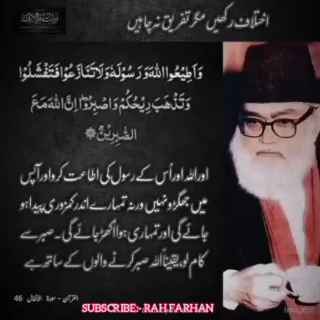 اختلاف رکھیں مگر تفریق نہ چاہیں
وَاَطِیْعُوا اللّٰهَ وَرَسُوْلَهٗ وَلَا تَنَازَعُوْا فَتَفْشَلُوْا
وَتَذْهَبَ رِیْحُكُمْ وَاصْبِرُوْا ؕ اِنَّ اللّٰهَ مَعَ
الصّٰبِرِیْنَ ۚ
اور اللہ اور اُس کے رسول کی اطاعت کرو اور آپس
میں جھگڑو نہیں ورنہ تمہارے اندر کمزوری پیدا ہو
جائے گی اور تمہاری ہوا اُکھڑ جائے گی۔ صبر سے
کام لو، یقیناً اللہ صبر کرنے والوں کے ساتھ ہے
القرآن - سورۃ الانفال 46
SUBSCRIBE:- RAH.FARHAN